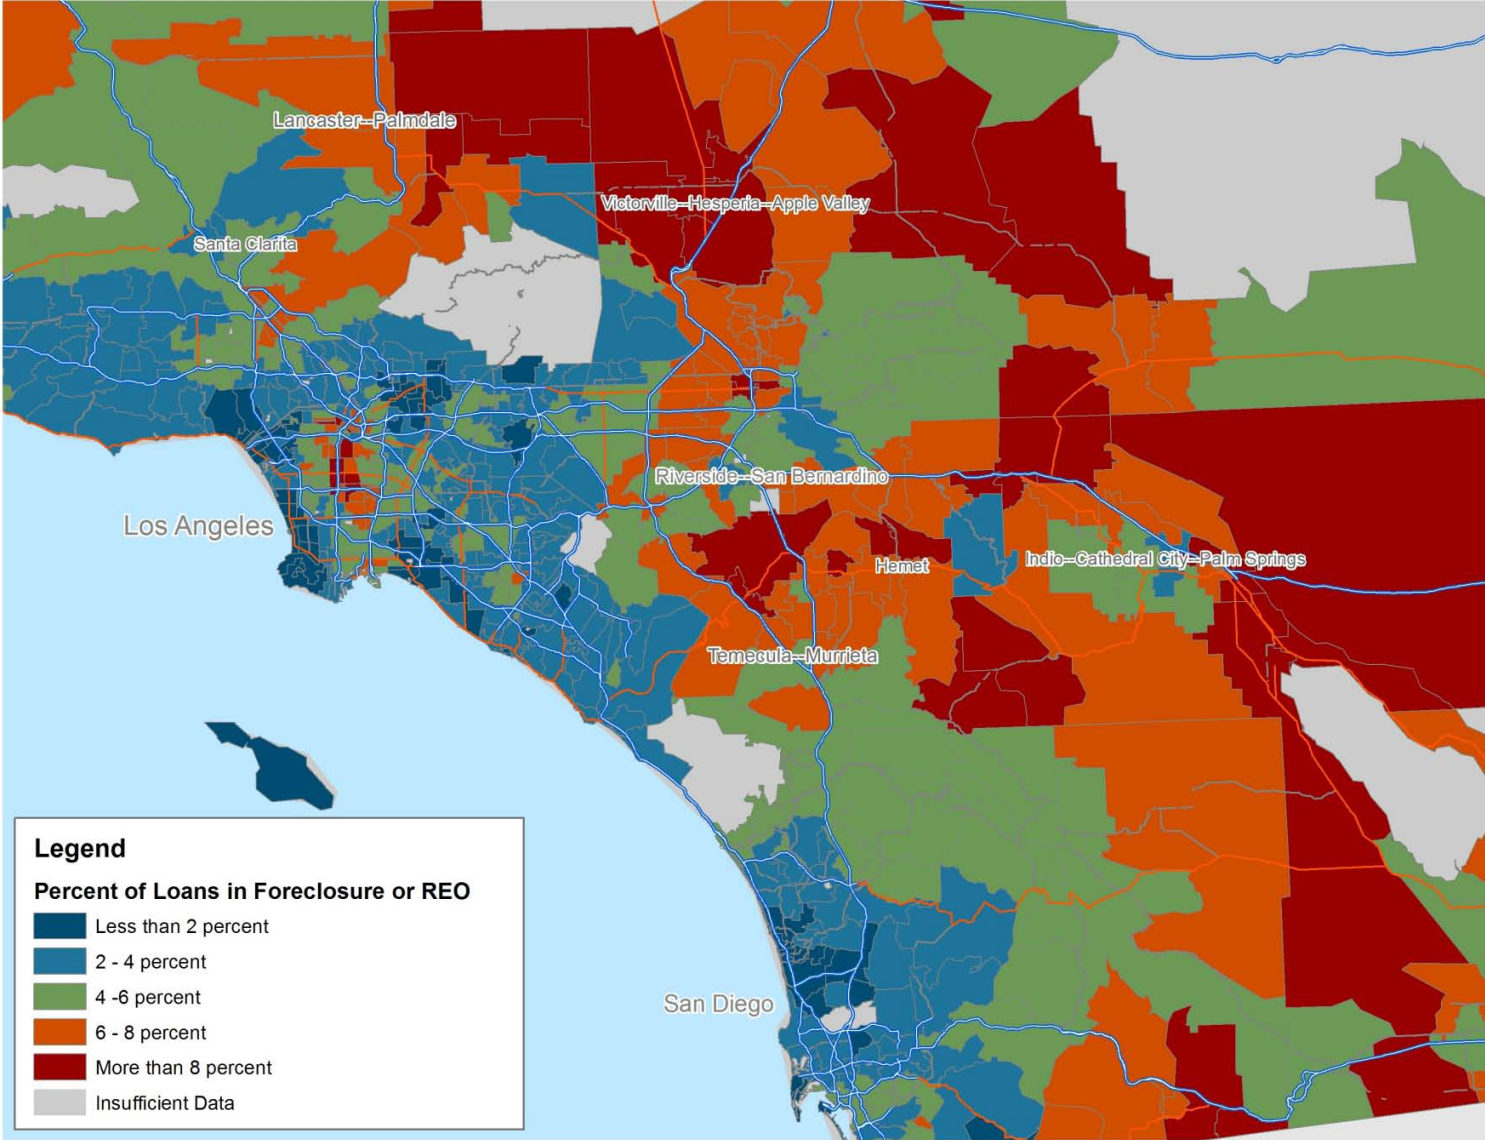 Lancaster--Palmdale
Victorville--Hesperia--Apple Valley
Santa Clarita
Riverside--San Bernardino
Los Angeles
Hemet
Indio--Cathedral City--Palm Springs
Temecula--Murrieta
San Diego
Legend
Percent of Loans in Foreclosure or REO
Less than 2 percent
2 - 4 percent
4 -6 percent
6 - 8 percent
More than 8 percent
Insufficient Data